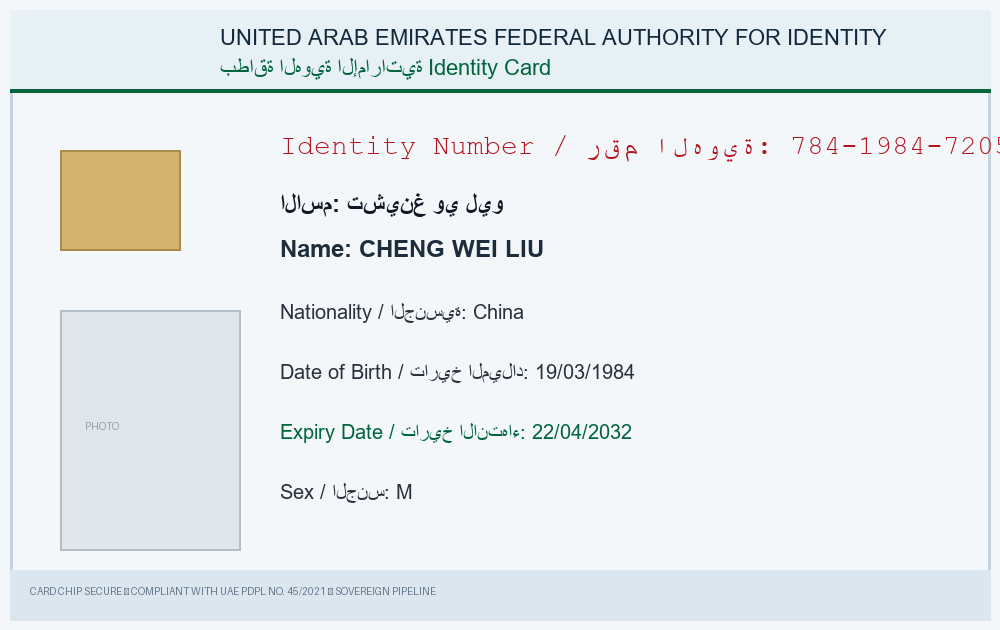 UNITED ARAB EMIRATES FEDERAL AUTHORITY FOR IDENTITY
بطاقة الهوية الإماراتية Identity Card
Identity Number / رقم الهوية: 784-1984-7205
الاسم: تشينغ وي ليو
Name: CHENG WEI LIU
Nationality / الجنسية: China
Date of Birth / تاريخ الميلاد: 19/03/1984
Expiry Date / تاريخ الانتهاء: 22/04/2032
PHOTO
Sex / الجنس: M
CARD CHIP SECURE COMPLIANT WITH UAE PDPL NO. 45/2021 SOVEREIGN PIPELINE